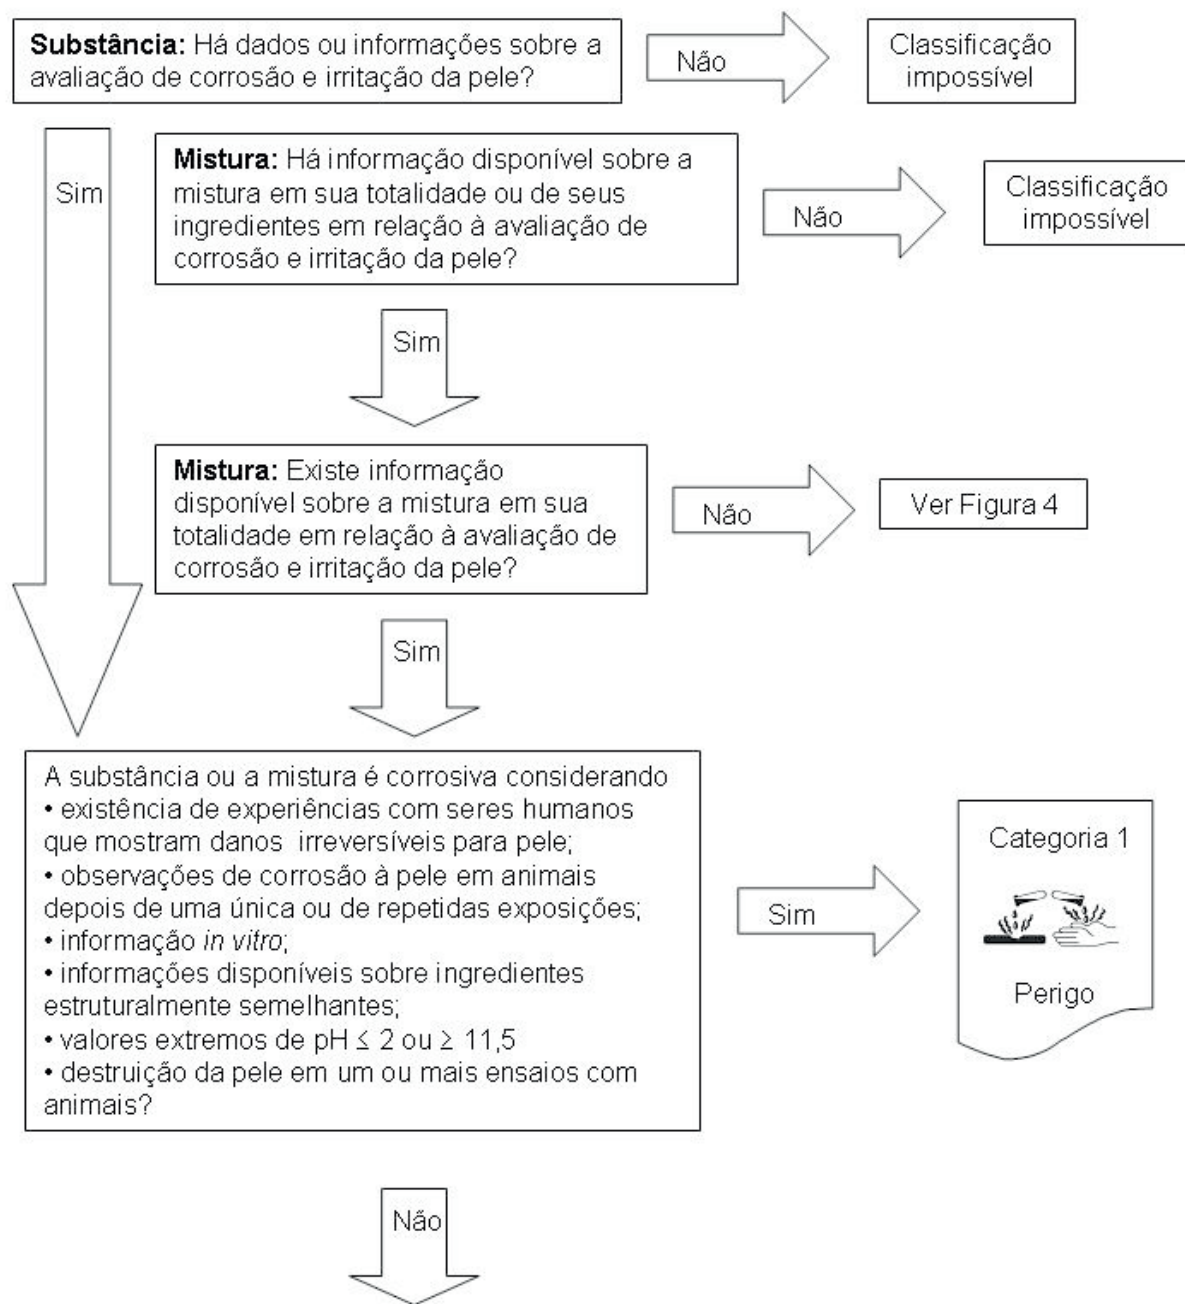 Substância: Há dados ou informações sobre a
avaliação de corrosão e irritação da pele?
Não
Classificação
impossível
Sim
Mistura: Há informação disponível sobre a
mistura em sua totalidade ou de seus
ingredientes em relação à avaliação de
corrosão e irritação da pele?
Não
Classificação
impossível
Sim
Mistura: Existe informação
disponível sobre a mistura em sua
totalidade em relação à avaliação de
corrosão e irritação da pele?
Não
Ver Figura 4
Sim
A substância ou a mistura é corrosiva considerando
• existência de experiências com seres humanos
que mostram danos irreversíveis para pele;
• observações de corrosão à pele em animais
depois de uma única ou de repetidas exposições;
• informação in vitro;
• informações disponíveis sobre ingredientes
estruturalmente semelhantes;
• valores extremos de pH ≤ 2 ou ≥ 11,5
• destruição da pele em um ou mais ensaios com
animais?
Sim
Categoria 1
Perigo
Não